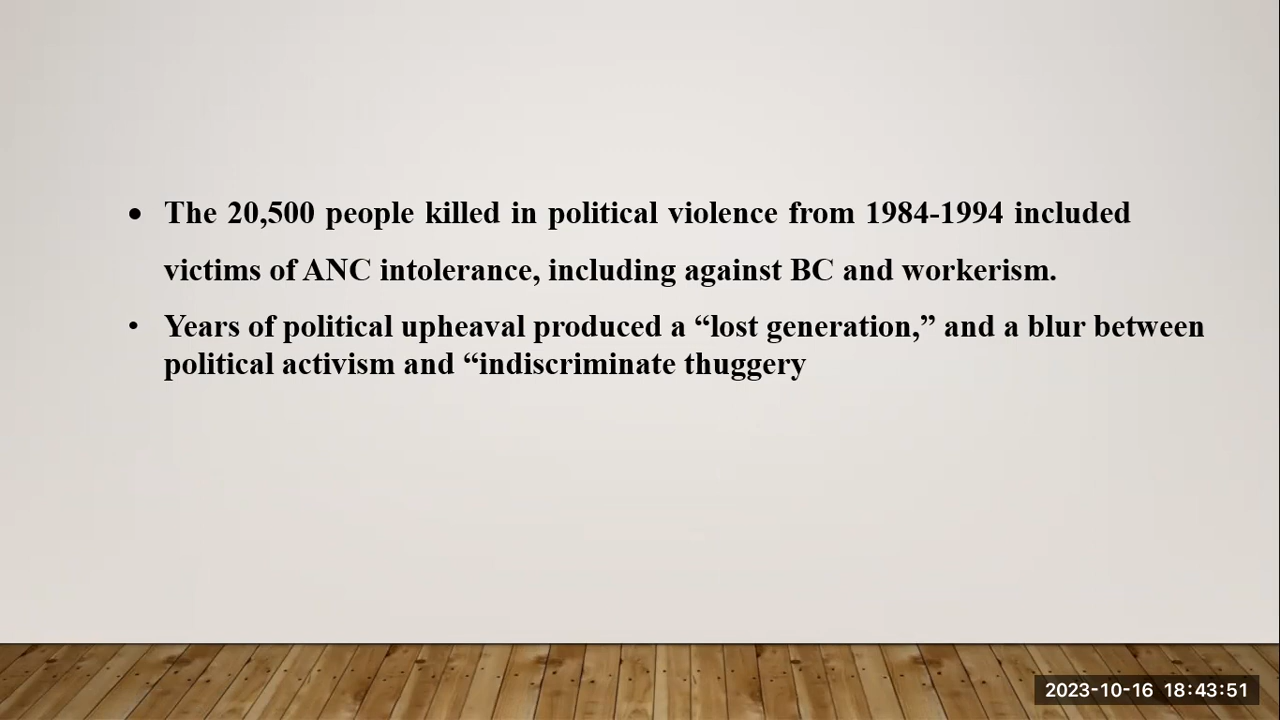 • The 20,500 people killed in political violence from 1984-1994 included
victims of ANC intolerance, including against BC and workerism.
• Years of political upheaval produced a “lost generation,” and a blur between
political activism and “indiscriminate thuggery
2023-10-16 18:43:51